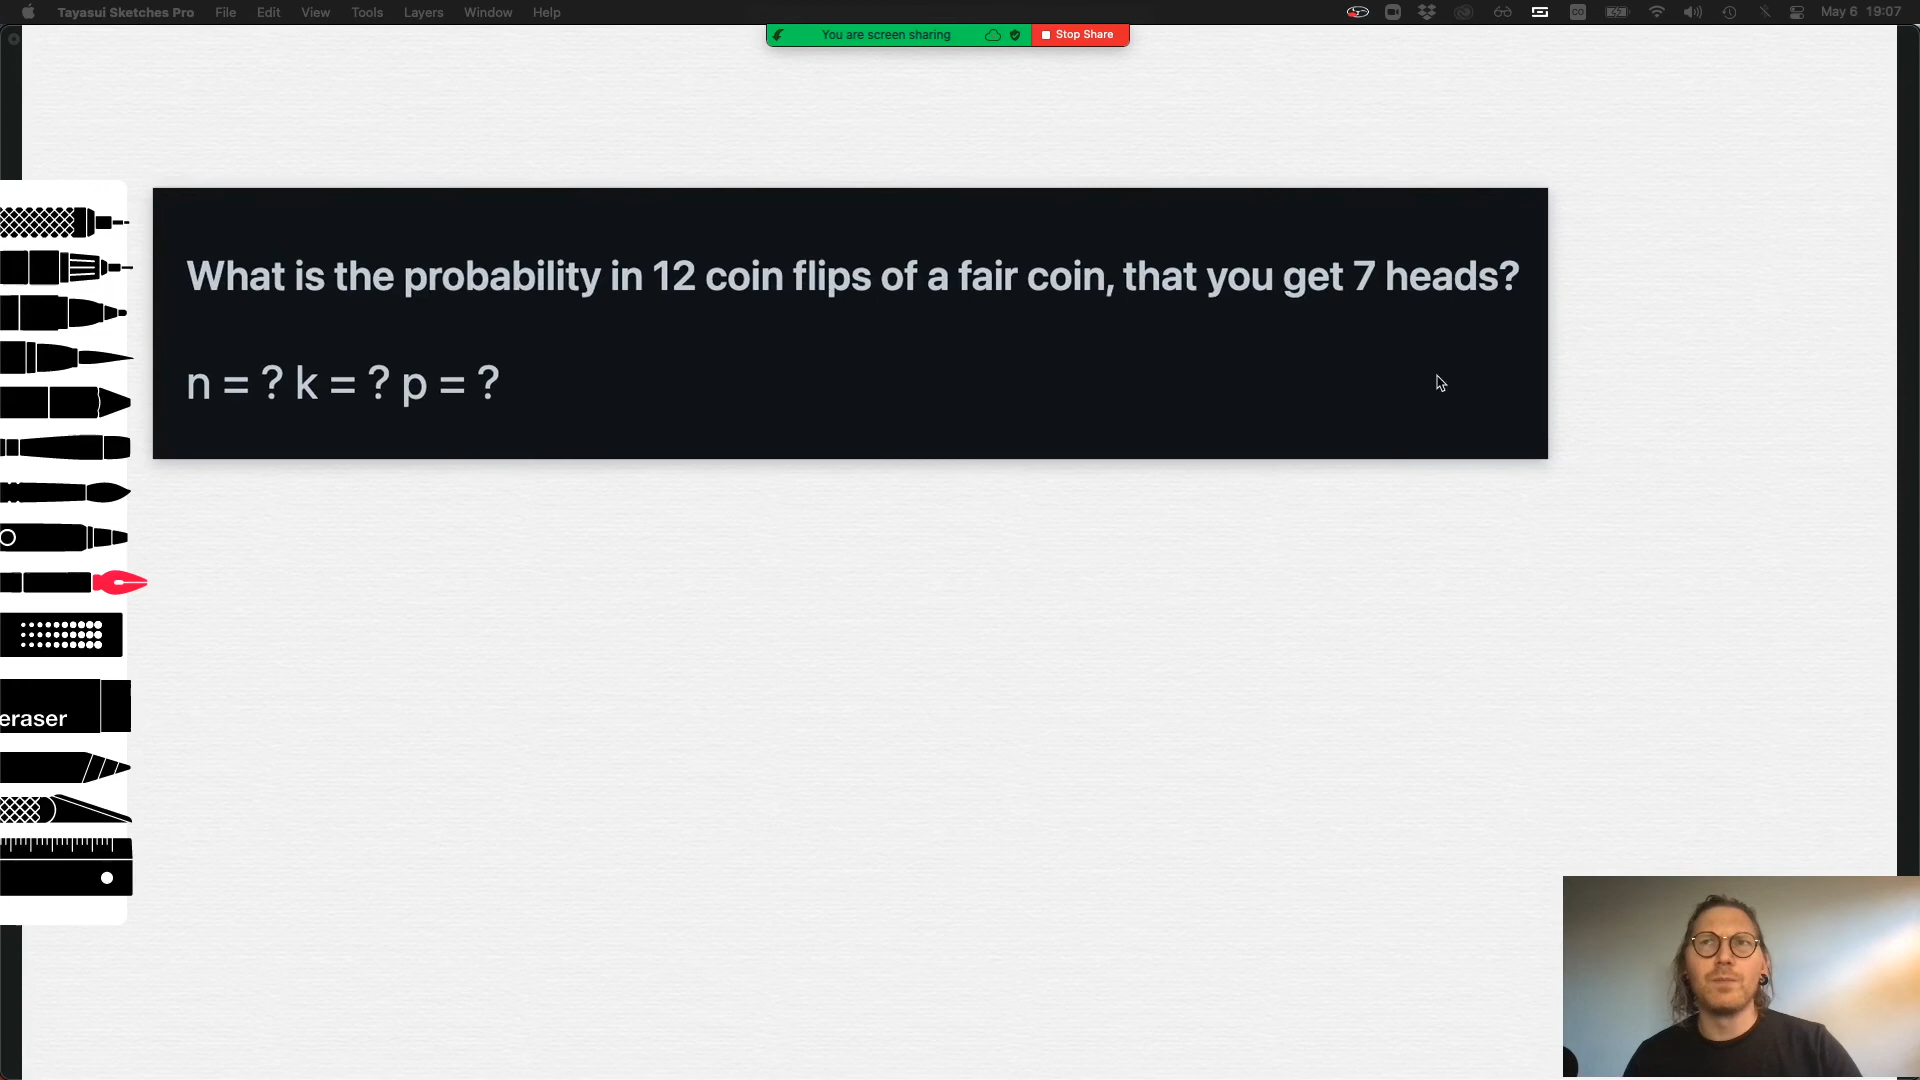 Tayasui Sketches Pro File Edit View Tools Layers Window Help May 6 19:07
You are screen sharing Stop Share
What is the probability in 12 coin flips of a fair coin, that you get 7 heads?
n = ? k = ? p = ?
eraser